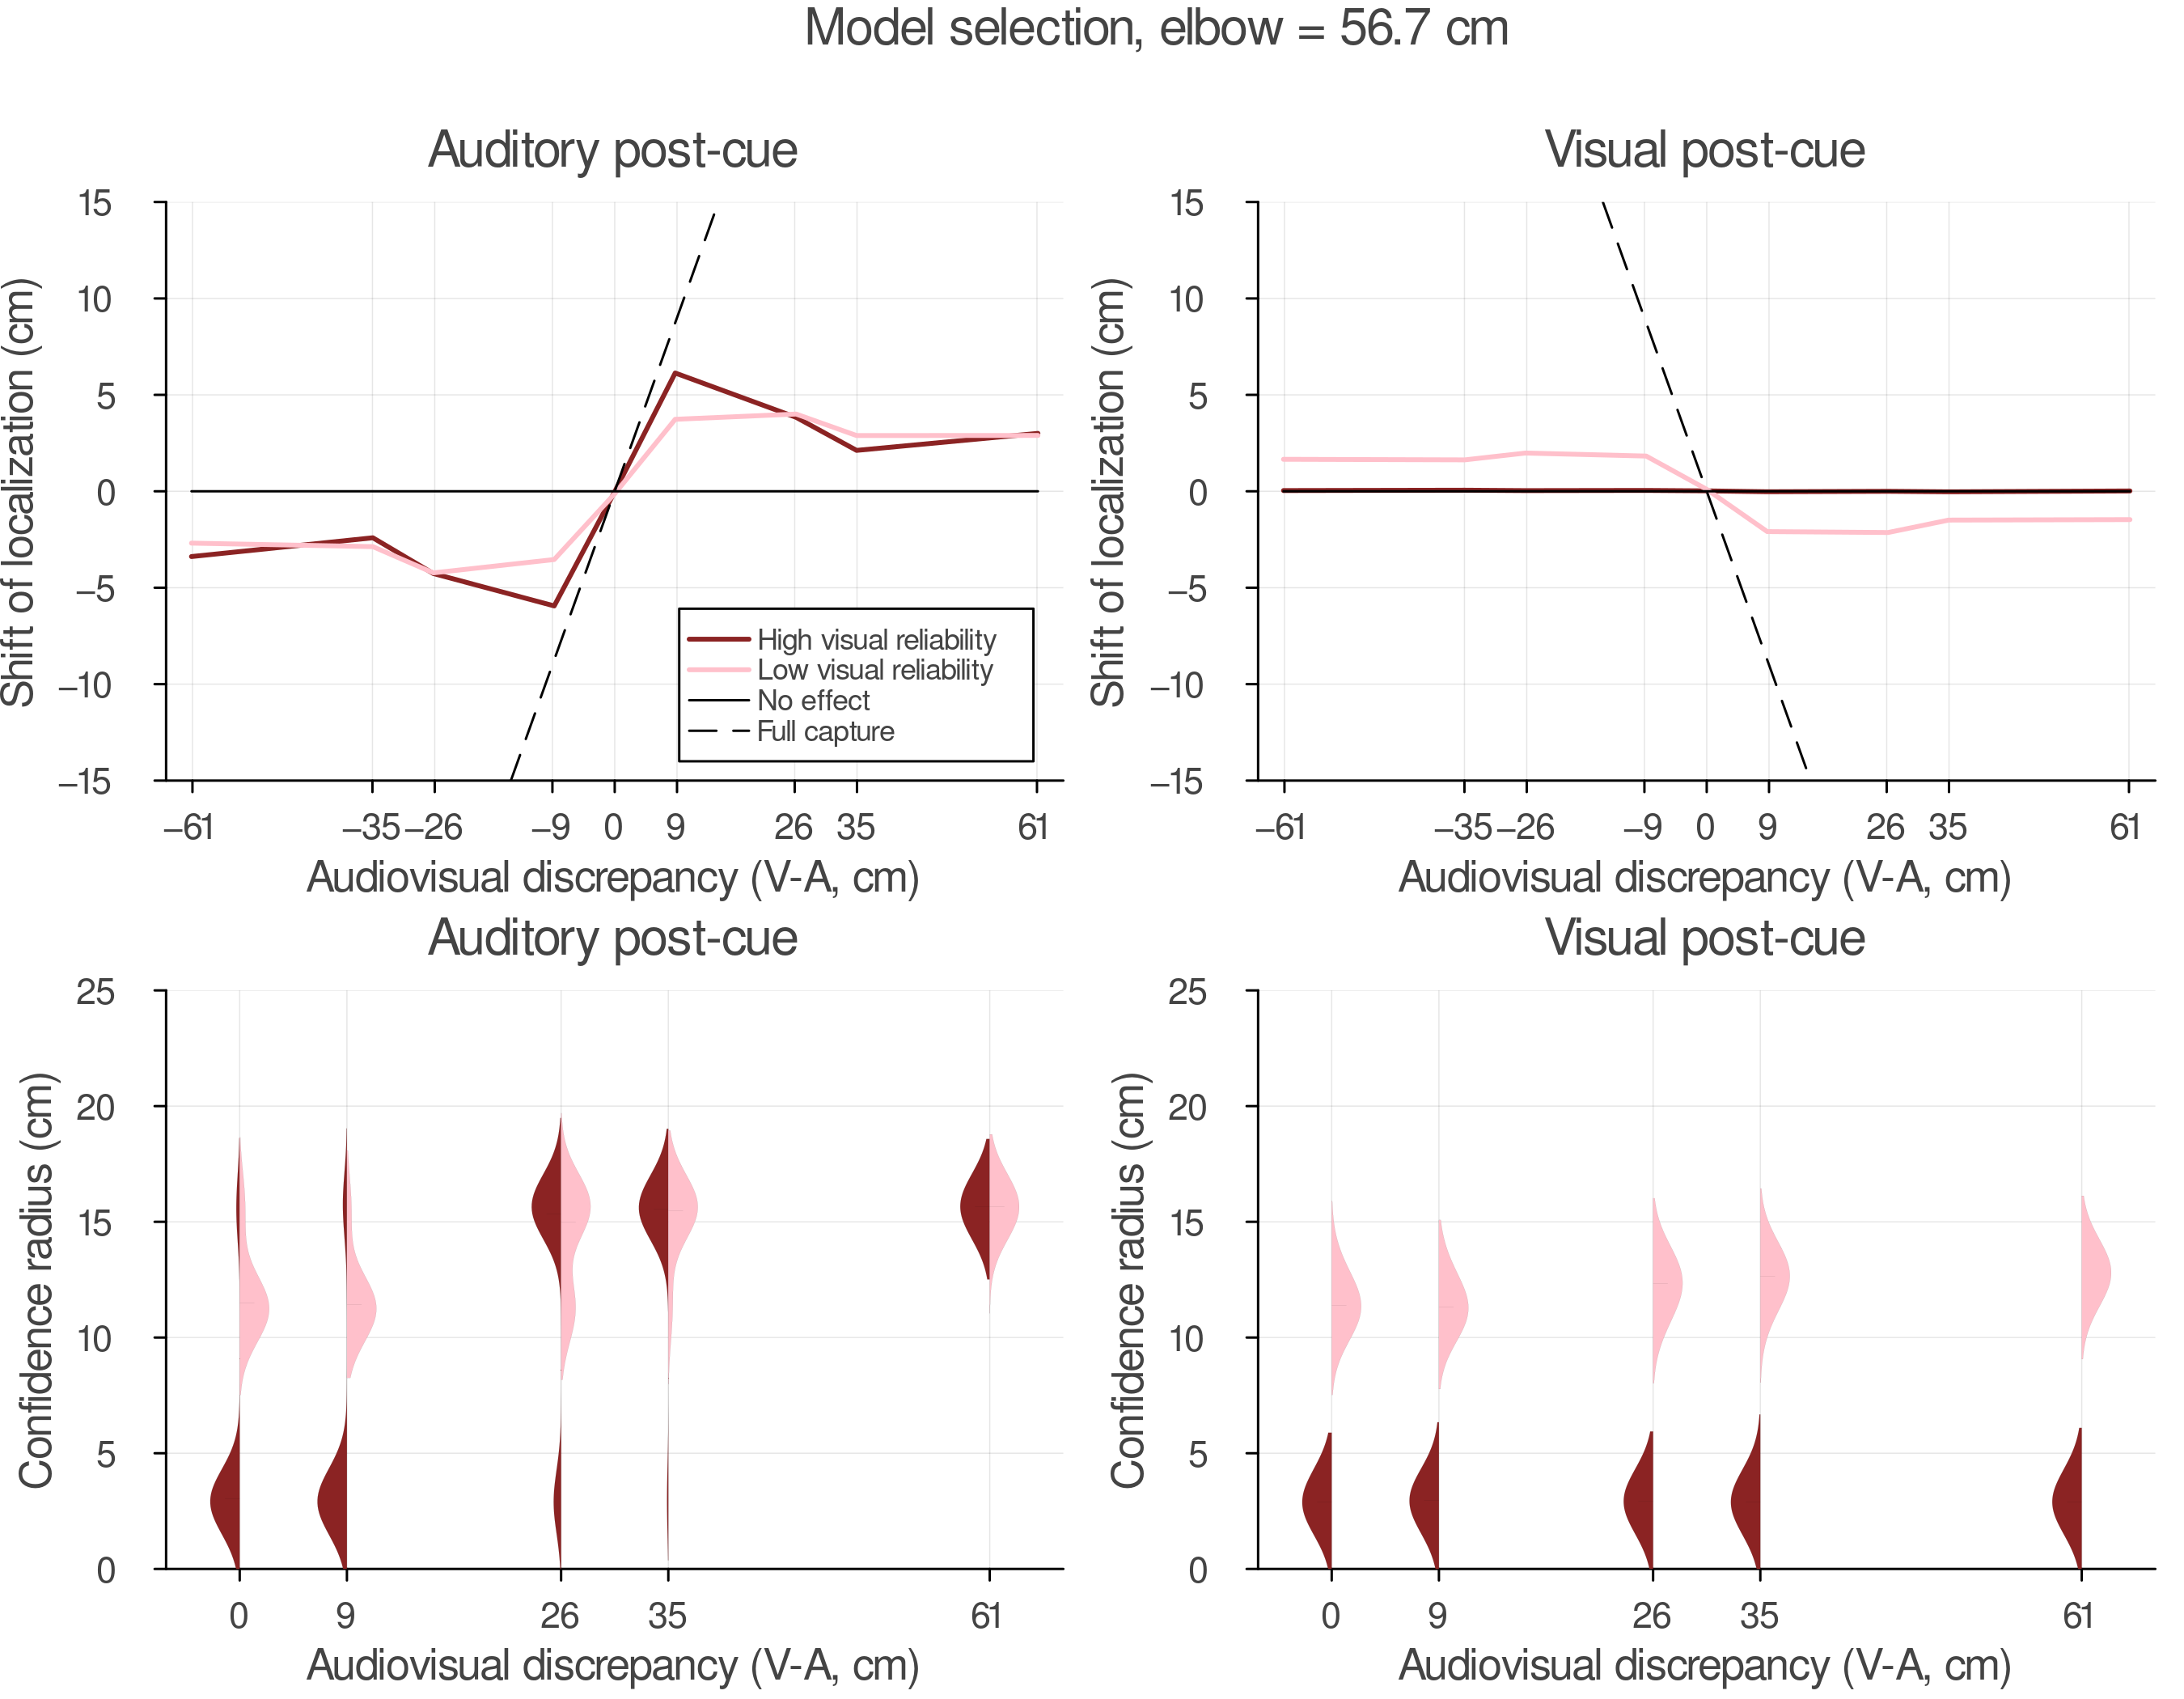 Model selection, elbow = 56.7 cm
Auditory post-cue
15
10
5
0
−5
−10
−15
Shift of localization (cm)
High visual reliability
Low visual reliability
No effect
Full capture
−61 −35 −26 −9 0 9 26 35 61
Audiovisual discrepancy (V-A, cm)
Visual post-cue
15
10
5
0
−5
−10
−15
Shift of localization (cm)
−61 −35 −26 −9 0 9 26 35 61
Audiovisual discrepancy (V-A, cm)
Auditory post-cue
25
20
15
10
5
0
Confidence radius (cm)
0 9 26 35 61
Audiovisual discrepancy (V-A, cm)
Visual post-cue
25
20
15
10
5
0
Confidence radius (cm)
0 9 26 35 61
Audiovisual discrepancy (V-A, cm)